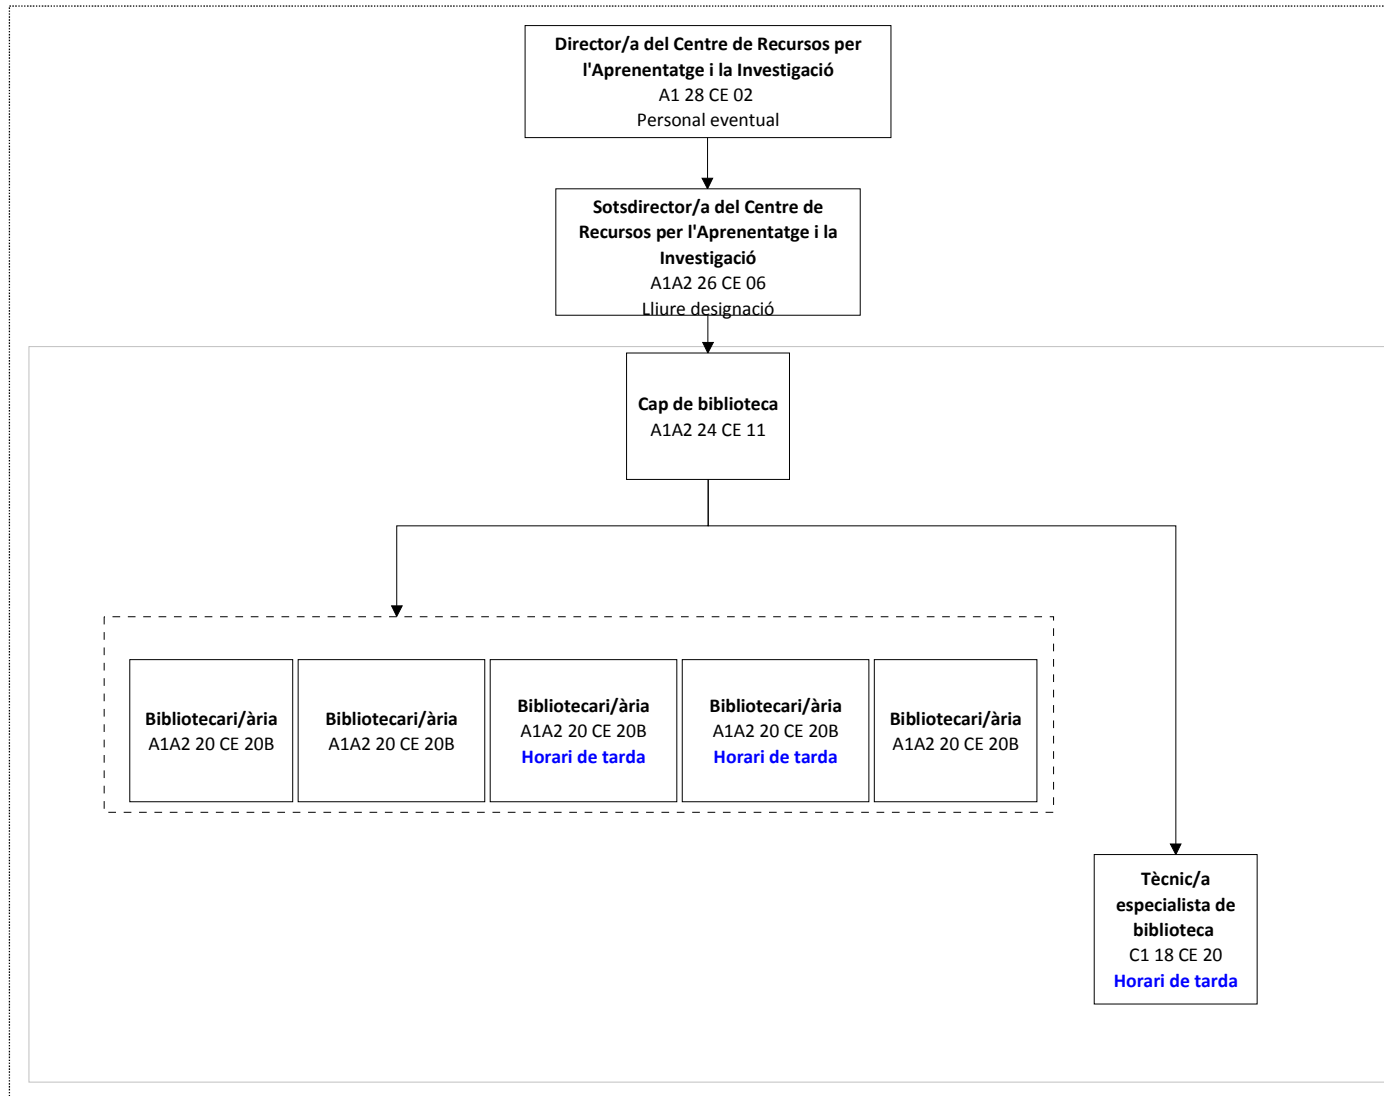 Director/a del Centre de Recursos per
l'Aprenentatge i la Investigació
A1 28 CE 02
Personal eventual
Sotsdirector/a del Centre de
Recursos per l'Aprenentatge i la
Investigació
A1A2 26 CE 06
Lliure designació
Cap de biblioteca
A1A2 24 CE 11
Bibliotecari/ària
A1A2 20 CE 20B
Bibliotecari/ària
A1A2 20 CE 20B
Bibliotecari/ària
A1A2 20 CE 20B
Horari de tarda
Bibliotecari/ària
A1A2 20 CE 20B
Horari de tarda
Bibliotecari/ària
A1A2 20 CE 20B
Tècnic/a
especialista de
biblioteca
C1 18 CE 20
Horari de tarda